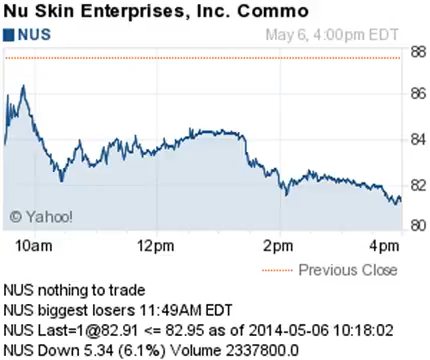 Nu Skin Enterprises, Inc. Commo
NUS May 6, 4:00pm EDT
88
86
84
82
80
© Yahoo!
10am 12pm 2pm 4pm
Previous Close
NUS nothing to trade
NUS biggest losers 11:49AM EDT
NUS Last=1@82.91 <= 82.95 as of 2014-05-06 10:18:02
NUS Down 5.34 (6.1%) Volume 2337800.0